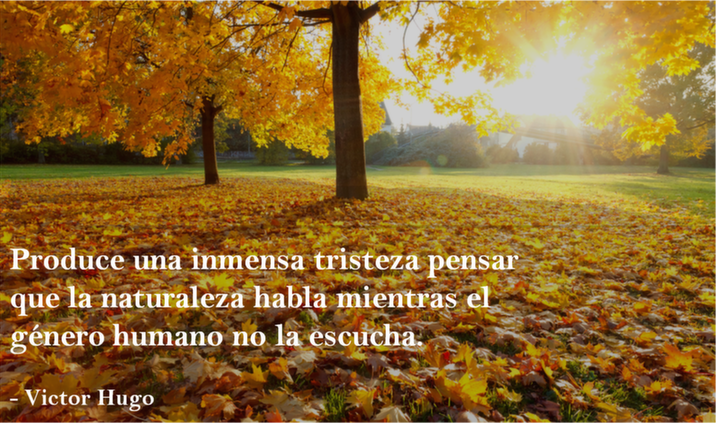 Produce una inmensa tristeza pensar
que la naturaleza habla mientras el
género humano no la escucha.
- Victor Hugo